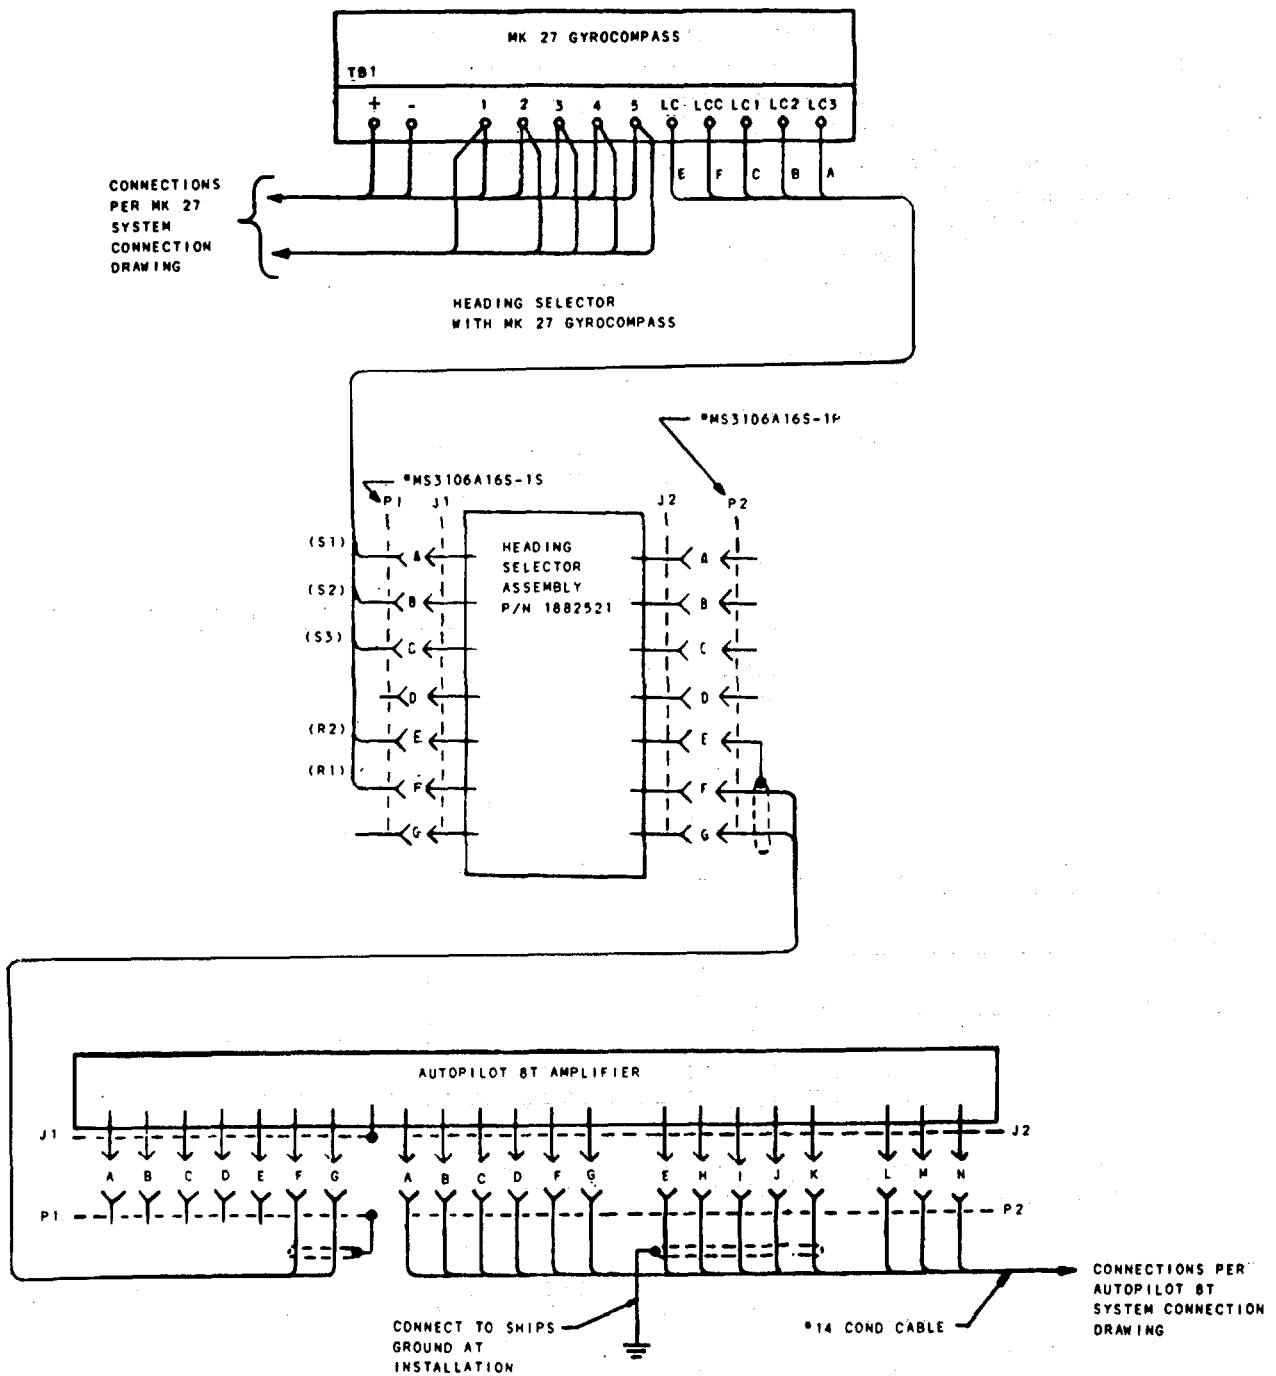 MK 27 GYROCOMPASS
TB1
+ - 1 2 3 4 5 LC- LCC LC1 LC2 LC3
E F C B A
CONNECTIONS
PER MK 27
SYSTEM
CONNECTION
DRAWING
HEADING SELECTOR
WITH MK 27 GYROCOMPASS
*MS3106A16S-1P
*MS3106A16S-1S
P1 J1 J2 P2
HEADING
SELECTOR
ASSEMBLY
P/N 1882521
(S1) A A
(S2) B B
(S3) C C
D D
(R2) E E
(R1) F F
G G
AUTOPILOT 8T AMPLIFIER
J1 J2
A B C D E F G A B C D F G E H I J K L M N
P1 P2
CONNECT TO SHIPS
GROUND AT
INSTALLATION
*14 COND CABLE
CONNECTIONS PER
AUTOPILOT 8T
SYSTEM CONNECTION
DRAWING